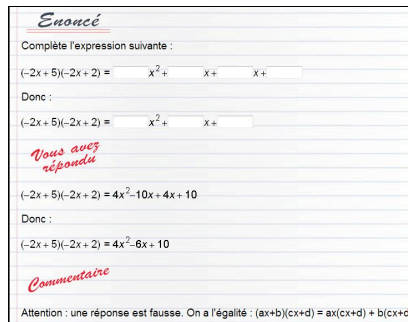 Enoncé
Complète l'expression suivante :
(−2x + 5)(−2x + 2) = x²+ x+ x+
Donc :
(−2x + 5)(−2x + 2) = x²+ x+
Vous avez
répondu
(−2x + 5)(−2x + 2) = 4x²−10x + 4x + 10
Donc :
(−2x + 5)(−2x + 2) = 4x²−6x + 10
Commentaire
Attention : une réponse est fausse. On a l'égalité : (ax+b)(cx+d) = ax(cx+d) + b(cx+d